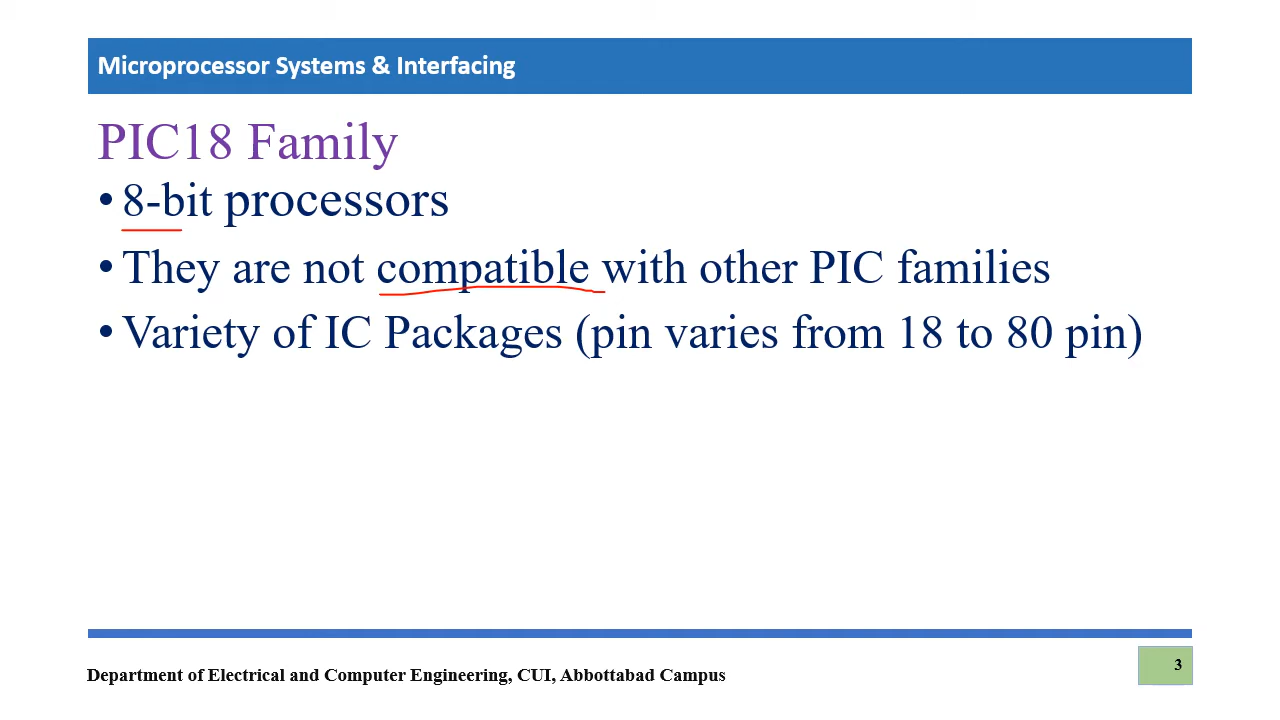 Microprocessor Systems & Interfacing
PIC18 Family
• 8-bit processors
• They are not compatible with other PIC families
• Variety of IC Packages (pin varies from 18 to 80 pin)
Department of Electrical and Computer Engineering, CUI, Abbottabad Campus
3